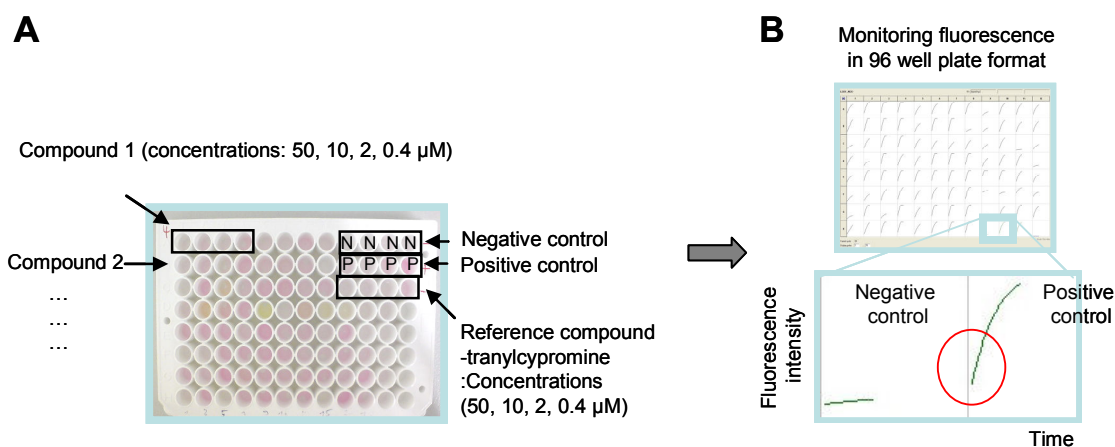 A
Compound 1 (concentrations: 50, 10, 2, 0.4 μM)
N N N N
Negative control
Compound 2
P P P P
Positive control
...
...
...
Reference compound
-tranylcypromine
:Concentrations
(50, 10, 2, 0.4 μM)
B
Monitoring fluorescence
in 96 well plate format
Negative
control
Positive
control
Fluorescence
intensity
Time